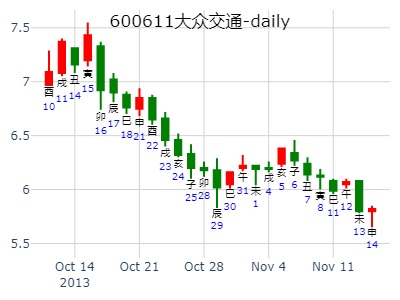 600611大众交通-daily
7.5
7
6.5
6
5.5
酉
10
戌
11
丑
14
寅
15
卯
16
辰
17
巳
18
申
21
酉
22
戌
23
亥
24
子
25
卯
28
辰
29
巳
30
午
31
未
1
戌
4
亥
5
子
6
丑
7
寅
8
巳
11
午
12
未
13
申
14
Oct 14
2013
Oct 21
Oct 28
Nov 4
Nov 11